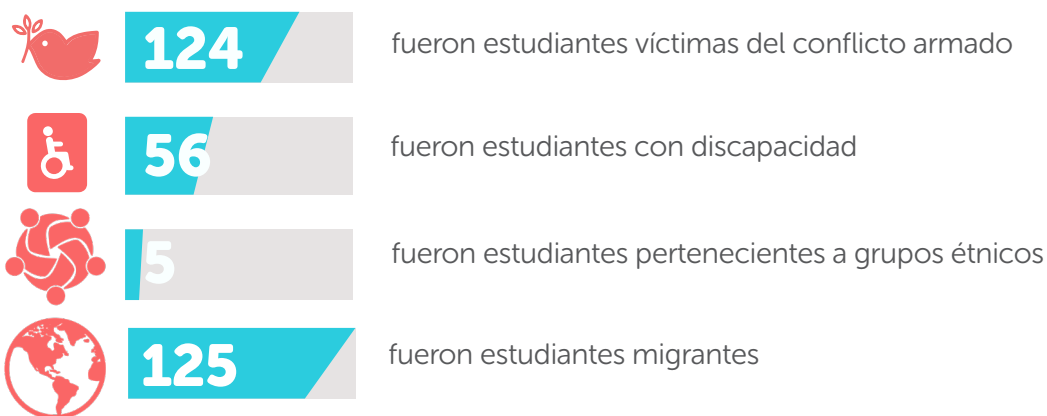 124 fueron estudiantes víctimas del conflicto armado
56 fueron estudiantes con discapacidad
5 fueron estudiantes pertenecientes a grupos étnicos
125 fueron estudiantes migrantes